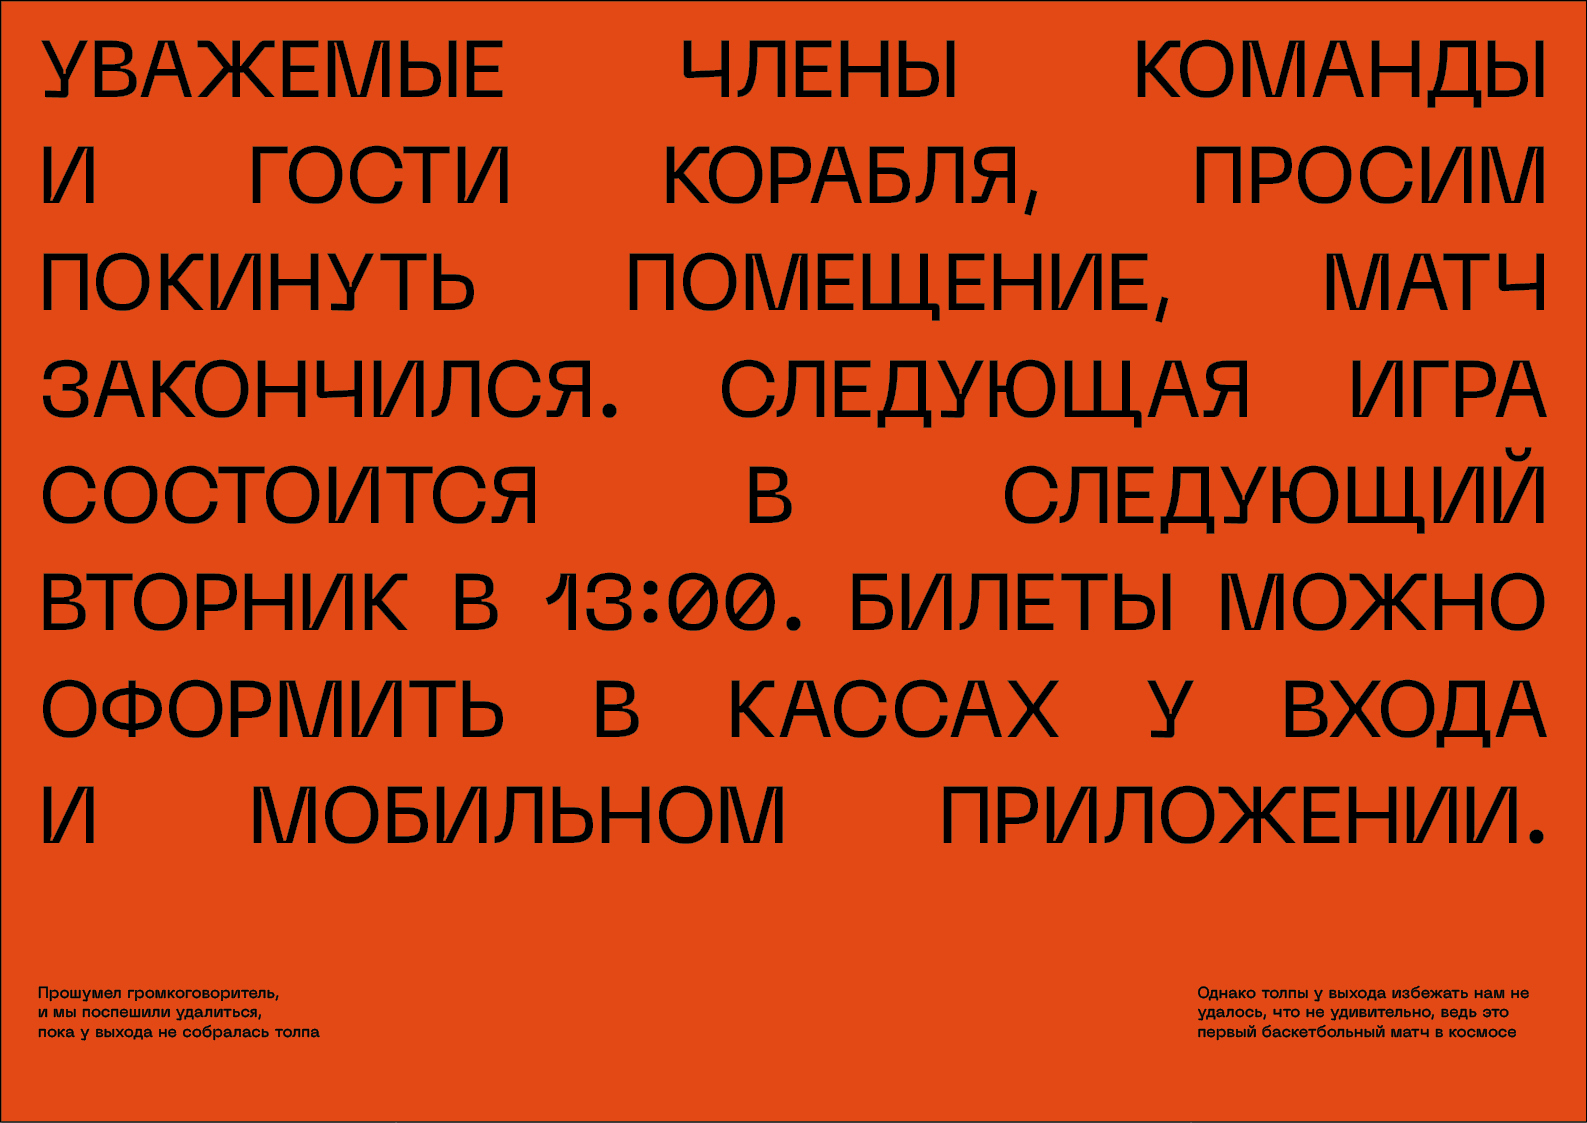 УВАЖЕМЫЕ ЧЛЕНЫ КОМАНДЫ
И ГОСТИ КОРАБЛЯ, ПРОСИМ
ПОКИНУТЬ ПОМЕЩЕНИЕ, МАТЧ
ЗАКОНЧИЛСЯ. СЛЕДУЮЩАЯ ИГРА
СОСТОИТСЯ В СЛЕДУЮЩИЙ
ВТОРНИК В 13:00. БИЛЕТЫ МОЖНО
ОФОРМИТЬ В КАССАХ У ВХОДА
И МОБИЛЬНОМ ПРИЛОЖЕНИИ.
Прошумел громкоговоритель,
и мы поспешили удалиться,
пока у выхода не собралась толпа
Однако толпы у выхода избежать нам не
удалось, что не удивительно, ведь это
первый баскетбольный матч в космосе